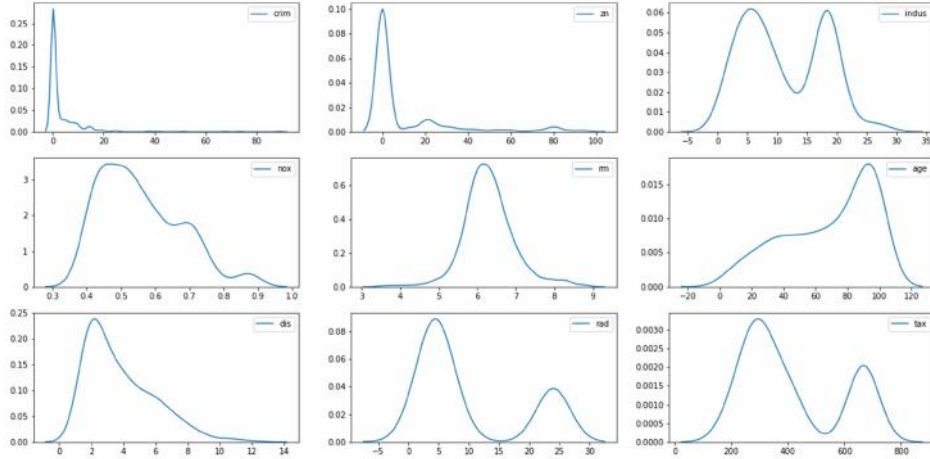 crim
0.25
0.20
0.15
0.10
0.05
0.00
0 20 40 60 80
zn
0.10
0.08
0.06
0.04
0.02
0.00
0 20 40 60 80 100
indus
0.06
0.05
0.04
0.03
0.02
0.01
0.00
−5 0 5 10 15 20 25 30 35
nox
3
2
1
0
0.3 0.4 0.5 0.6 0.7 0.8 0.9 1.0
rm
0.6
0.4
0.2
0.0
3 4 5 6 7 8 9
age
0.015
0.010
0.005
0.000
−20 0 20 40 60 80 100 120
dis
0.25
0.20
0.15
0.10
0.05
0.00
0 2 4 6 8 10 12 14
rad
0.08
0.06
0.04
0.02
0.00
−5 0 5 10 15 20 25 30
tax
0.0030
0.0025
0.0020
0.0015
0.0010
0.0005
0.0000
0 200 400 600 800